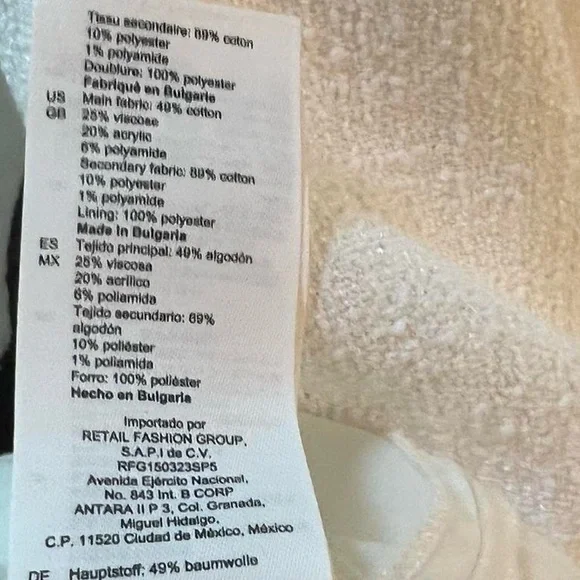 Tissu secondaire: 89% coton
10% polyester
1% polyamide
Doublure: 100% polyester
Fabriqué en Bulgarie
US Main fabric: 49% cotton
GB 25% viscose
20% acrylic
6% polyamide
Secondary fabric: 89% cotton
10% polyester
1% polyamide
Lining: 100% polyester
Made in Bulgaria
ES Tejido principal: 49% algodón
MX 25% viscosa
20% acrílico
6% poliamida
Tejido secundario: 89%
algodón
10% poliéster
1% poliamida
Forro: 100% poliéster
Hecho en Bulgaria
Importado por
RETAIL FASHION GROUP,
S.A.P.I de C.V.
RFG150323SP5
Avenida Ejército Nacional,
No. 843 Int. B CORP
ANTARA II P 3, Col. Granada,
Miguel Hidalgo,
C.P. 11520 Ciudad de México, México
DE Hauptstoff: 49% baumwolle